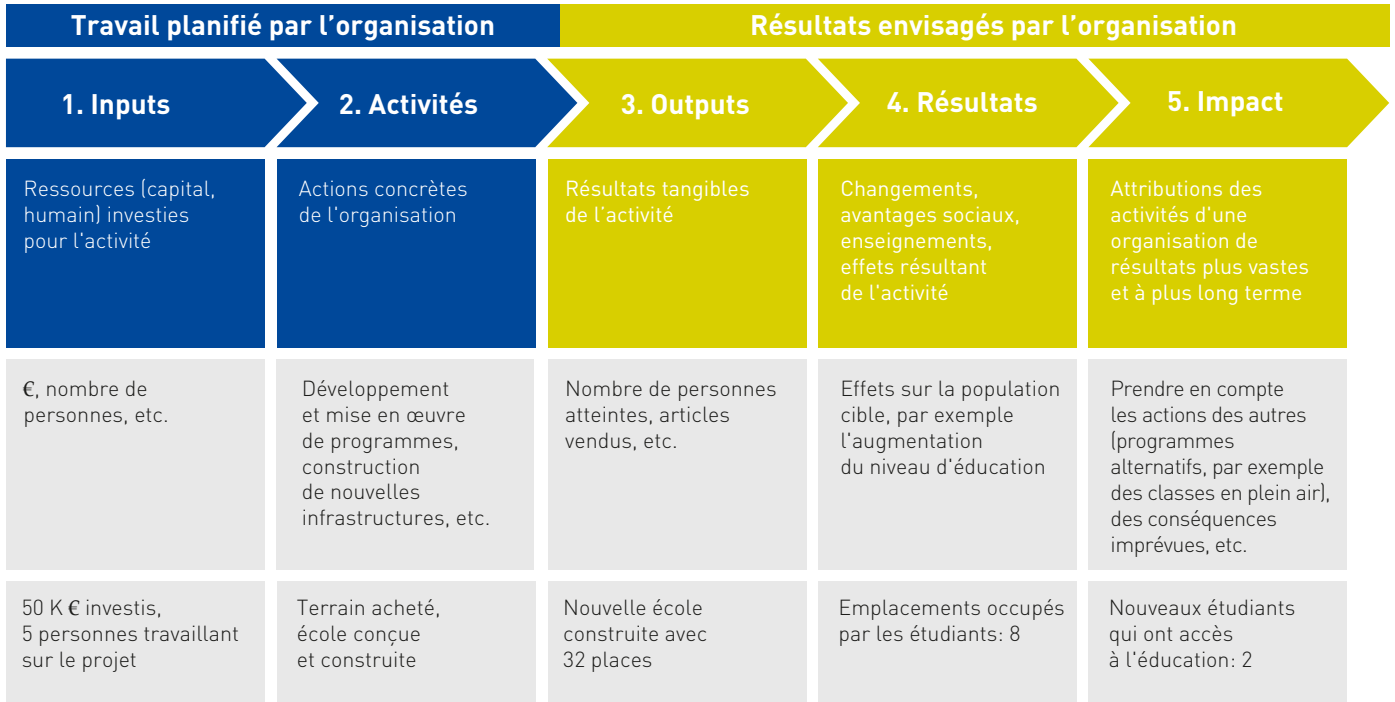 Travail planifié par l'organisation
Résultats envisagés par l'organisation
1. Inputs
2. Activités
3. Outputs
4. Résultats
5. Impact
Ressources (capital,
humain) investies
pour l'activité
Actions concrètes
de l'organisation
Résultats tangibles
de l'activité
Changements,
avantages sociaux,
enseignements,
effets résultant
de l'activité
Attributions des
activités d'une
organisation de
résultats plus vastes
et à plus long terme
€, nombre de
personnes, etc.
Développement
et mise en œuvre
de programmes,
construction
de nouvelles
infrastructures, etc.
Nombre de personnes
atteintes, articles
vendus, etc.
Effets sur la population
cible, par exemple
l'augmentation
du niveau d'éducation
Prendre en compte
les actions des autres
(programmes
alternatifs, par exemple
des classes en plein air),
des conséquences
imprévues, etc.
50 K € investis,
5 personnes travaillant
sur le projet
Terrain acheté,
école conçue
et construite
Nouvelle école
construite avec
32 places
Emplacements occupés
par les étudiants: 8
Nouveaux étudiants
qui ont accès
à l'éducation: 2